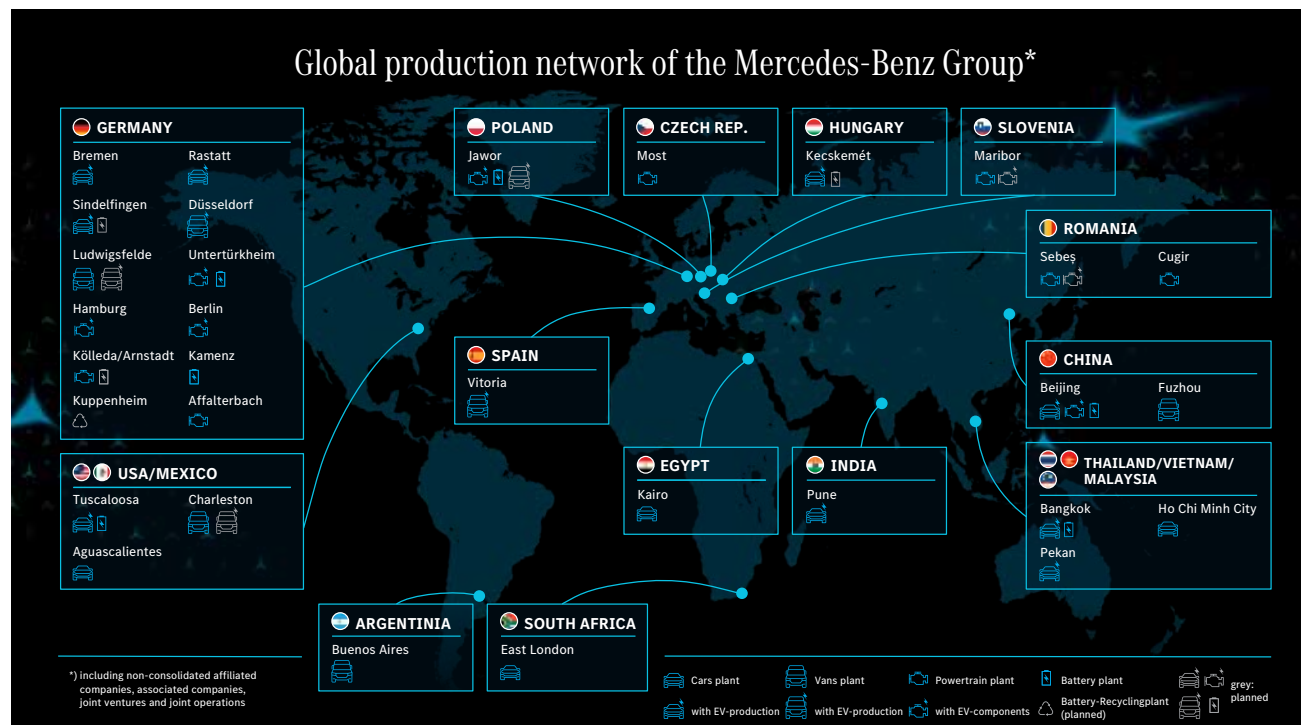 Global production network of the Mercedes-Benz Group*
GERMANY
Bremen
Rastatt
Sindelfingen
Düsseldorf
Ludwigsfelde
Untertürkheim
Hamburg
Berlin
Kölleda/Arnstadt
Kamenz
Kuppenheim
Affalterbach
USA/MEXICO
Tuscaloosa
Charleston
Aguascalientes
POLAND
Jawor
CZECH REP.
Most
HUNGARY
Kecskemét
SLOVENIA
Maribor
ROMANIA
Sebeș
Cugir
SPAIN
Vitoria
CHINA
Beijing
Fuzhou
EGYPT
Kairo
INDIA
Pune
THAILAND/VIETNAM/
MALAYSIA
Bangkok
Ho Chi Minh City
Pekan
ARGENTINIA
Buenos Aires
SOUTH AFRICA
East London
*) including non-consolidated affiliated
companies, associated companies,
joint ventures and joint operations
Cars plant
with EV-production
Vans plant
with EV-production
Powertrain plant
with EV-components
Battery plant
Battery-Recyclingplant
(planned)
grey:
planned